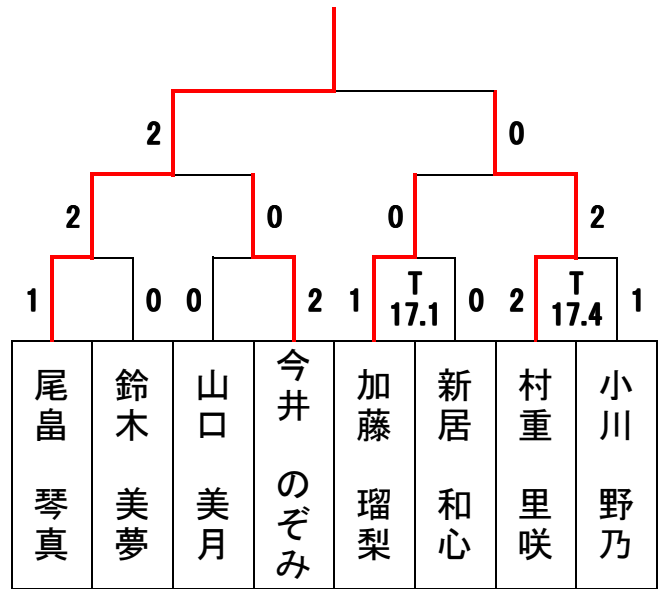 2 0
2 0 0 2
1 0 0 2 1 T 17.1 0 2 T 17.4 1
尾畠 琴真
鈴木 美夢
山口 美月
今井 のぞみ
加藤 瑠梨
新居 和心
村重 里咲
小川 野乃